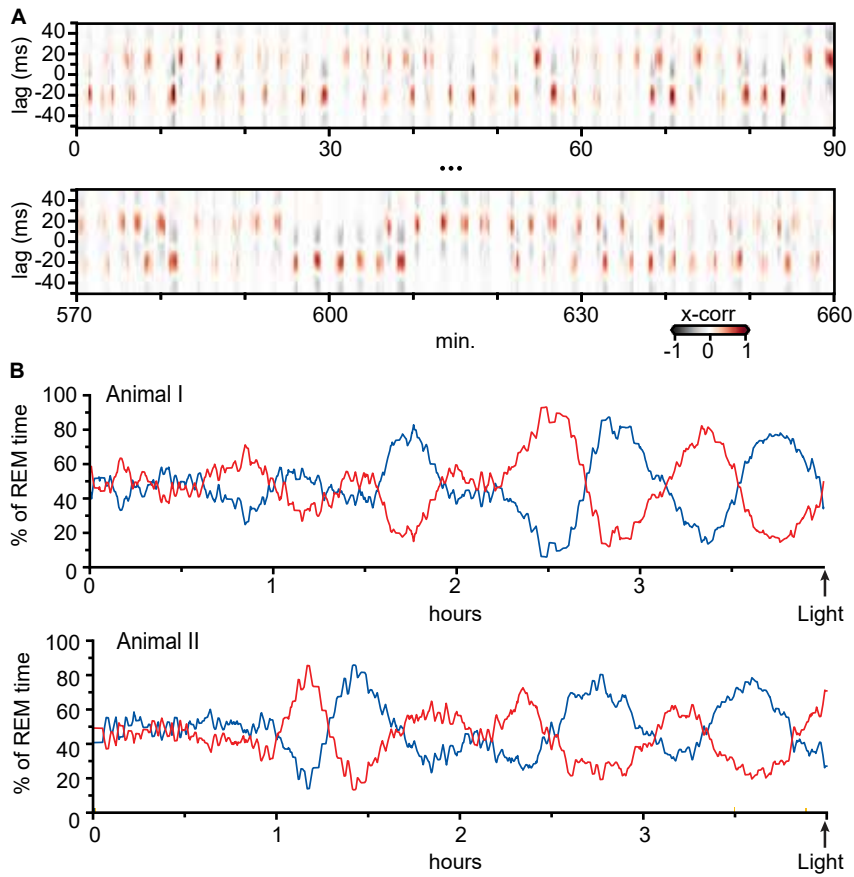 A
lag (ms)
40
20
0
-20
-40
0
30
60
90
•••
lag (ms)
40
20
0
-20
-40
570
600
630
660
min.
x-corr
-1 0 1
B
Animal I
% of REM time
100
80
60
40
20
0
0
1
2
3
hours
Light
Animal II
% of REM time
100
80
60
40
20
0
0
1
2
3
hours
Light